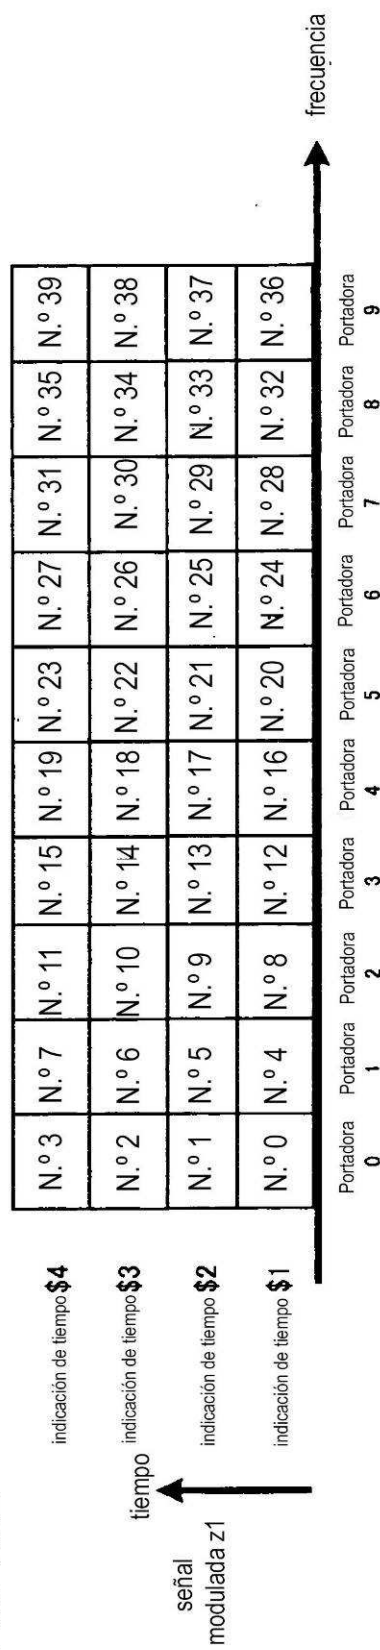 señal
modulada z1
tiempo
indicación de tiempo $4
N.º 3 N.º 7 N.º 11 N.º 15 N.º 19 N.º 23 N.º 27 N.º 31 N.º 35 N.º 39
indicación de tiempo $3
N.º 2 N.º 6 N.º 10 N.º 14 N.º 18 N.º 22 N.º 26 N.º 30 N.º 34 N.º 38
indicación de tiempo $2
N.º 1 N.º 5 N.º 9 N.º 13 N.º 17 N.º 21 N.º 25 N.º 29 N.º 33 N.º 37
indicación de tiempo $1
N.º 0 N.º 4 N.º 8 N.º 12 N.º 16 N.º 20 N.º 24 N.º 28 N.º 32 N.º 36
frecuencia
Portadora Portadora Portadora Portadora Portadora Portadora Portadora Portadora Portadora Portadora
0 1 2 3 4 5 6 7 8 9